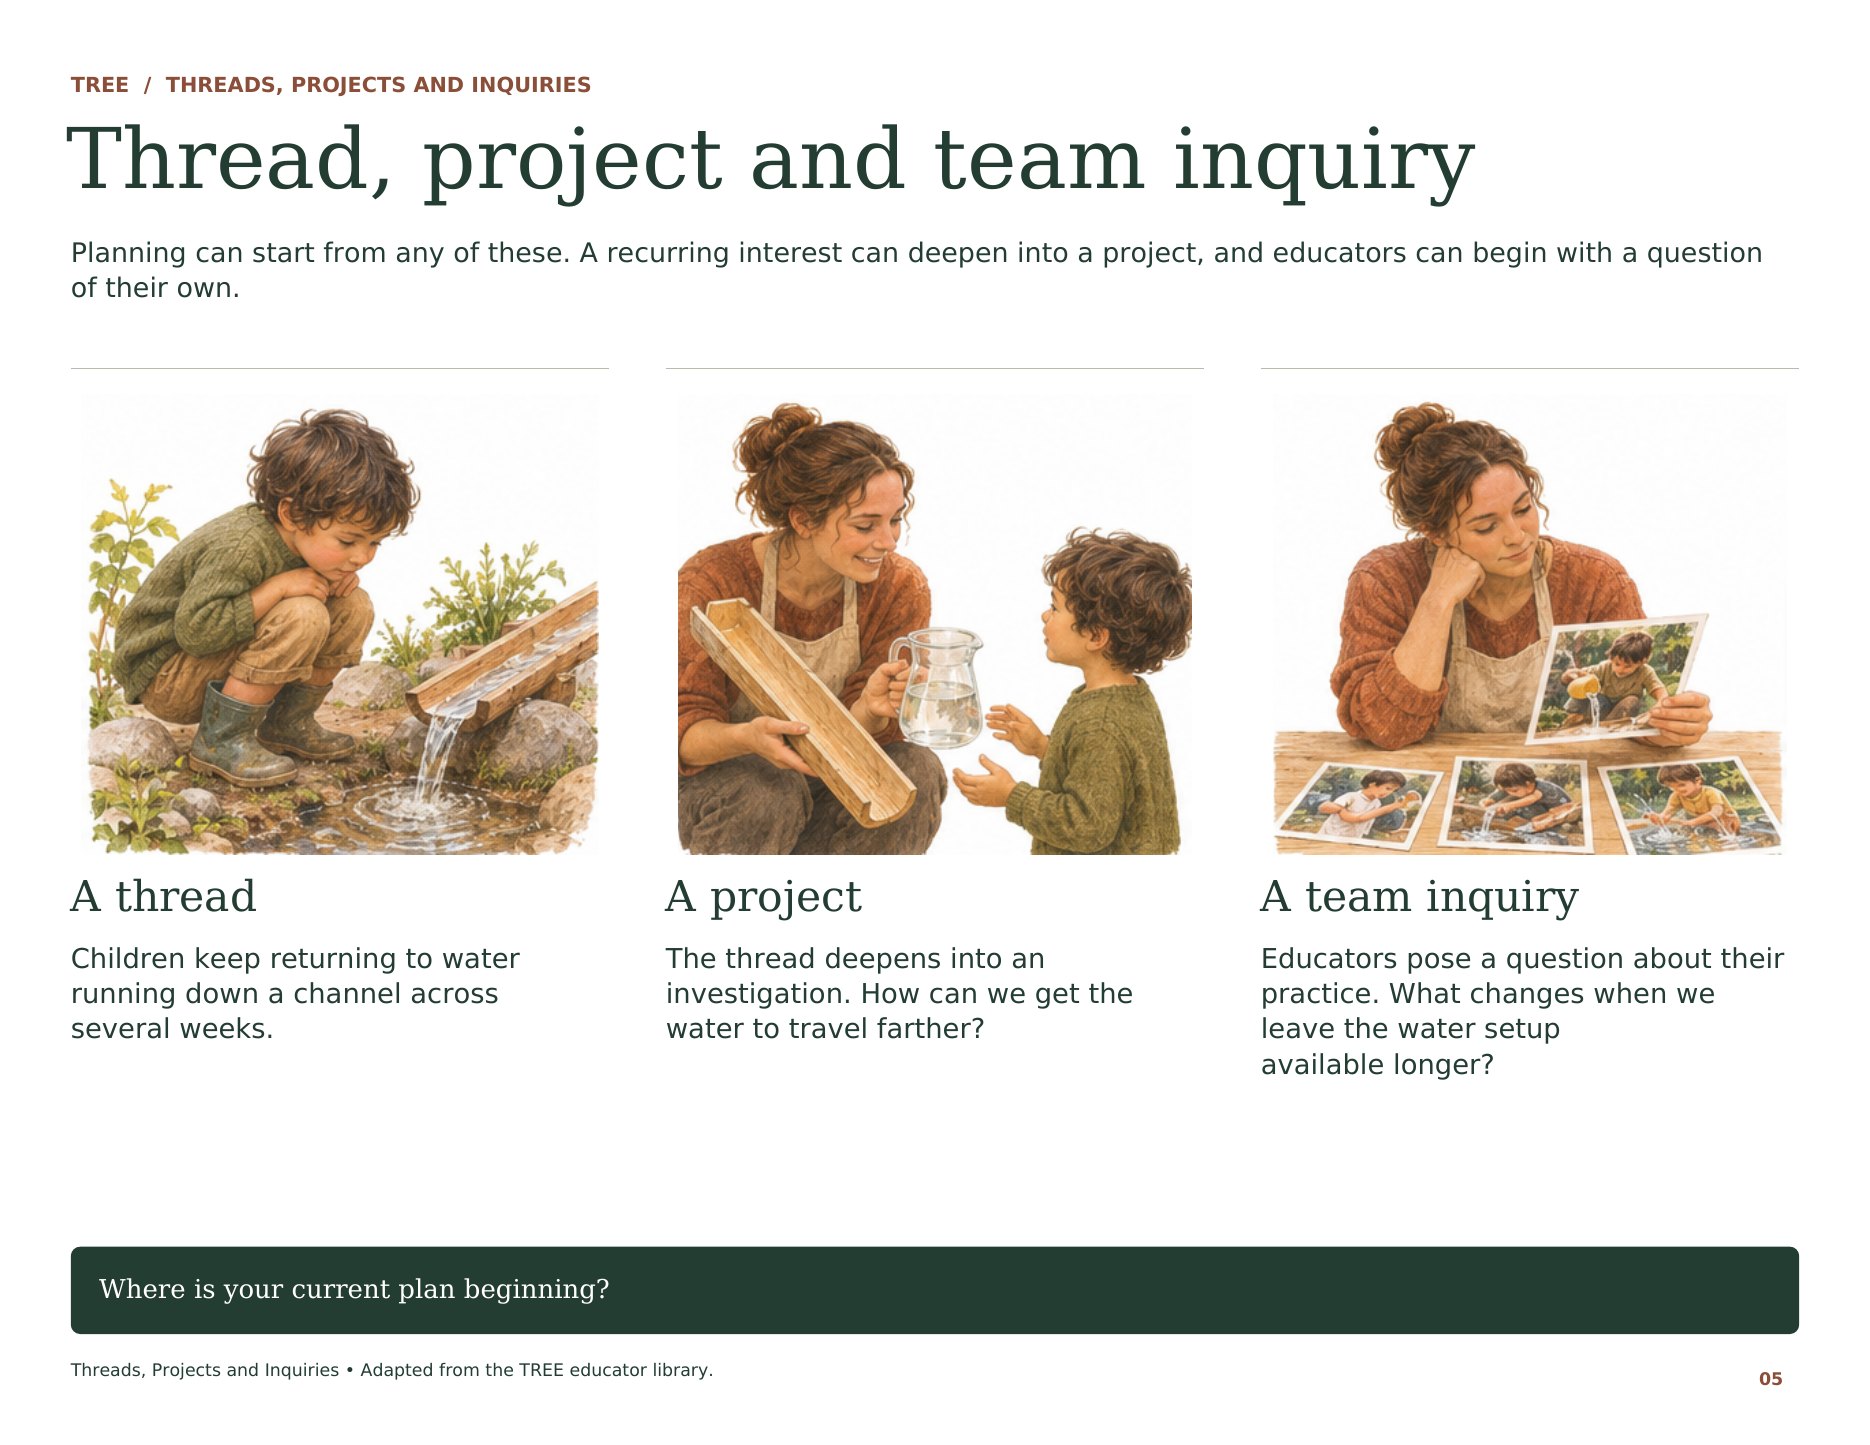 TREE / THREADS, PROJECTS AND INQUIRIES
Thread, project and team inquiry
Planning can start from any of these. A recurring interest can deepen into a project, and educators can begin with a question
of their own.
A thread
Children keep returning to water
running down a channel across
several weeks.
A project
The thread deepens into an
investigation. How can we get the
water to travel farther?
A team inquiry
Educators pose a question about their
practice. What changes when we
leave the water setup
available longer?
Where is your current plan beginning?
Threads, Projects and Inquiries • Adapted from the TREE educator library.
05